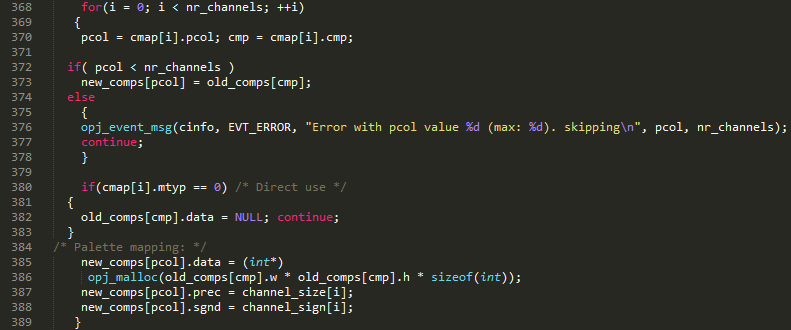 368 for(i = 0; i < nr_channels; ++i)
369 {
370 pcol = cmap[i].pcol; cmp = cmap[i].cmp;
371
372 if( pcol < nr_channels )
373 new_comps[pcol] = old_comps[cmp];
374 else
375 {
376 opj_event_msg(cinfo, EVT_ERROR, "Error with pcol value %d (max: %d). skipping\n", pcol, nr_channels);
377 continue;
378 }
379
380 if(cmap[i].mtyp == 0) /* Direct use */
381 {
382 old_comps[cmp].data = NULL; continue;
383 }
384 /* Palette mapping: */
385 new_comps[pcol].data = (int*)
386 opj_malloc(old_comps[cmp].w * old_comps[cmp].h * sizeof(int));
387 new_comps[pcol].prec = channel_size[i];
388 new_comps[pcol].sgnd = channel_sign[i];
389 }